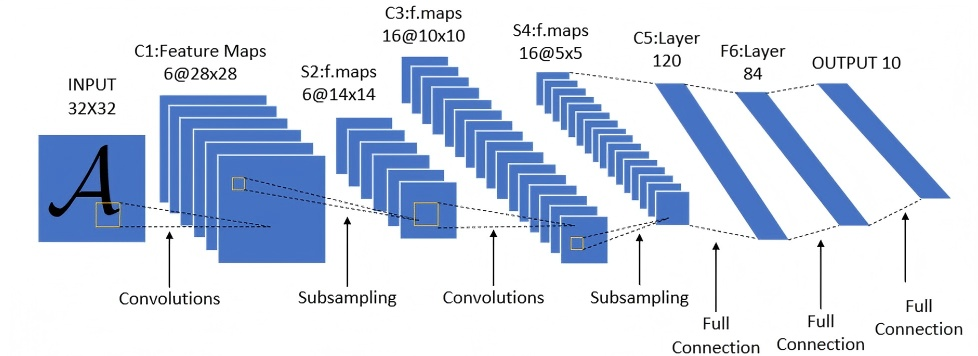 INPUT
32X32
C1:Feature Maps
6@28x28
S2:f.maps
6@14x14
C3:f.maps
16@10x10
S4:f.maps
16@5x5
C5:Layer
120
F6:Layer
84
OUTPUT 10
A
Convolutions
Subsampling
Convolutions
Subsampling
Full
Connection
Full
Connection
Full
Connection